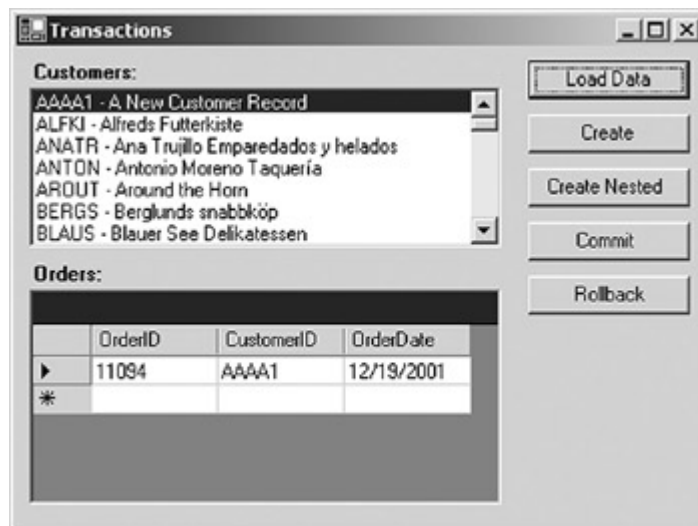 Transactions
Customers:
AAAA1 - A New Customer Record
ALFKI - Alfreds Futterkiste
ANATR - Ana Trujillo Emparedados y helados
ANTON - Antonio Moreno Taquería
AROUT - Around the Horn
BERGS - Berglunds snabbköp
BLAUS - Blauer See Delikatessen
Load Data
Create
Create Nested
Commit
Rollback
Orders:
OrderID CustomerID OrderDate
11094 AAAA1 12/19/2001